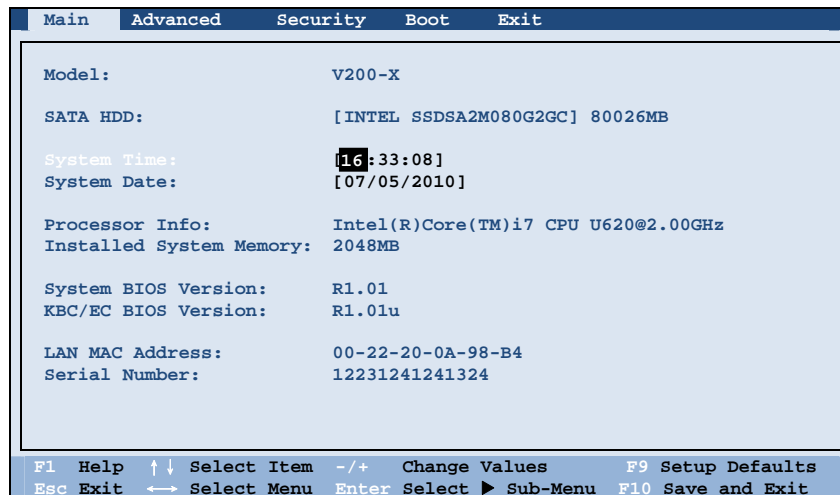 Main Advanced Security Boot Exit
Model: V200-X
SATA HDD: [INTEL SSDSA2M080G2GC] 80026MB
System Time: [16:33:08]
System Date: [07/05/2010]
Processor Info: Intel(R)Core(TM)i7 CPU U620@2.00GHz
Installed System Memory: 2048MB
System BIOS Version: R1.01
KBC/EC BIOS Version: R1.01u
LAN MAC Address: 00-22-20-0A-98-B4
Serial Number: 12231241241324
F1 Help ↑↓ Select Item -/+ Change Values F9 Setup Defaults
Esc Exit ←→ Select Menu Enter Select ▶ Sub-Menu F10 Save and Exit